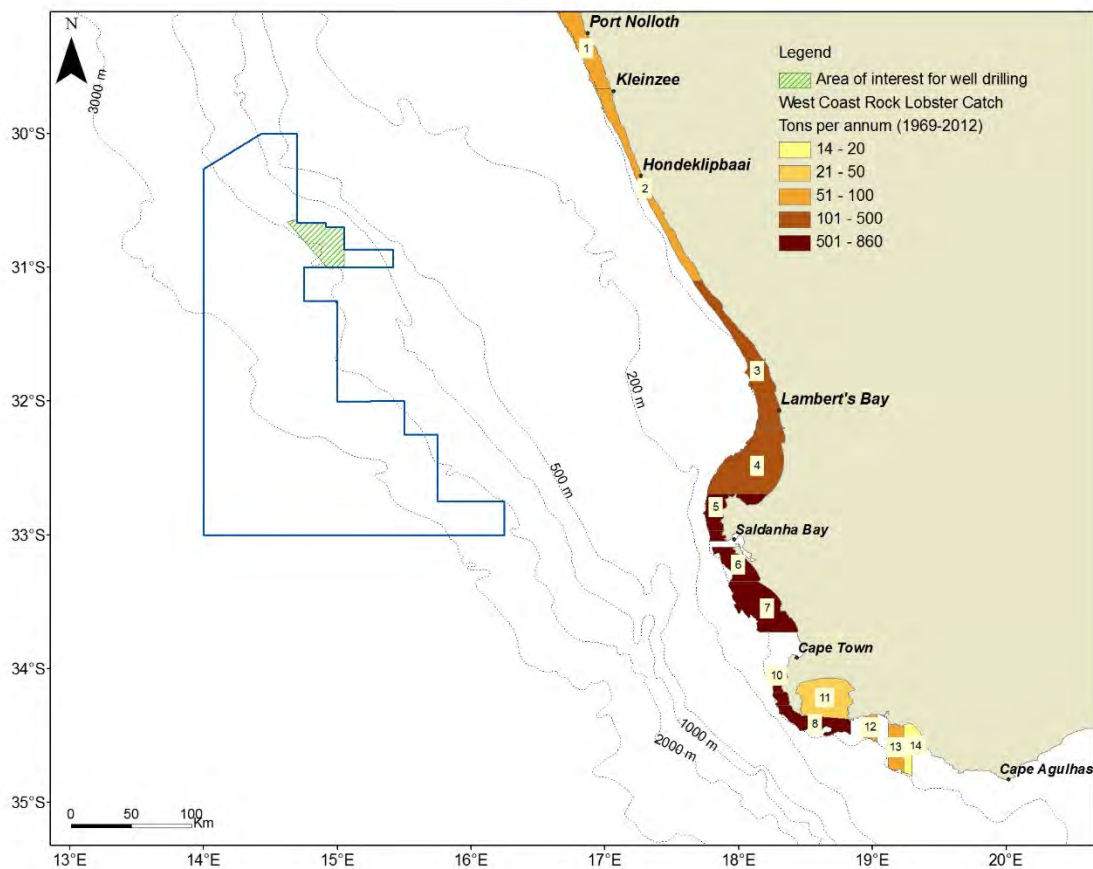 N
Port Nolloth
1
Kleinzee
Hondeklipbaai
2
Legend
Area of interest for well drilling
West Coast Rock Lobster Catch
Tons per annum (1969-2012)
14 - 20
21 - 50
51 - 100
101 - 500
501 - 860
3000 m
200 m
500 m
1000 m
2000 m
3
Lambert's Bay
4
5
Saldanha Bay
6
7
Cape Town
10
11
8
12
13
14
Cape Agulhas
30°S
31°S
32°S
33°S
34°S
35°S
0 50 100
Km
13°E 14°E 15°E 16°E 17°E 18°E 19°E 20°E